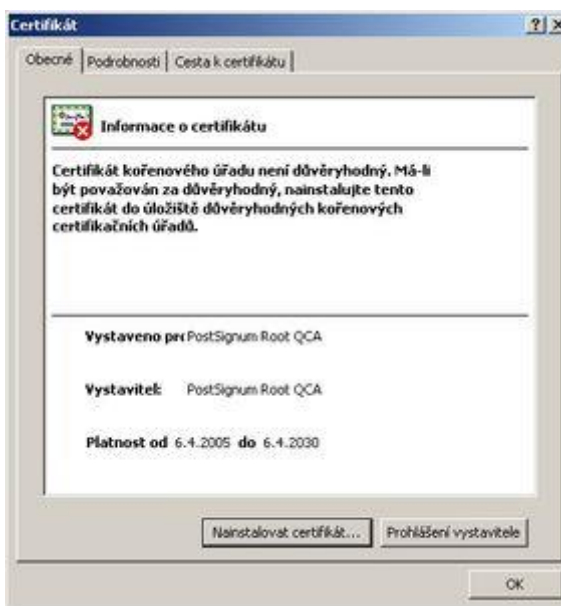 Certifikát
Obecné Podrobnosti Cesta k certifikátu
Informace o certifikátu
Certifikát kořenového úřadu není důvěryhodný. Má-li
být považován za důvěryhodný, nainstalujte tento
certifikát do úložiště důvěryhodných kořenových
certifikačních úřadů.
Vystaveno pro PostSignum Root QCA
Vystavitel: PostSignum Root QCA
Platnost od 6.4.2005 do 6.4.2030
Nainstalovat certifikát... Prohlášení vystavitele
OK